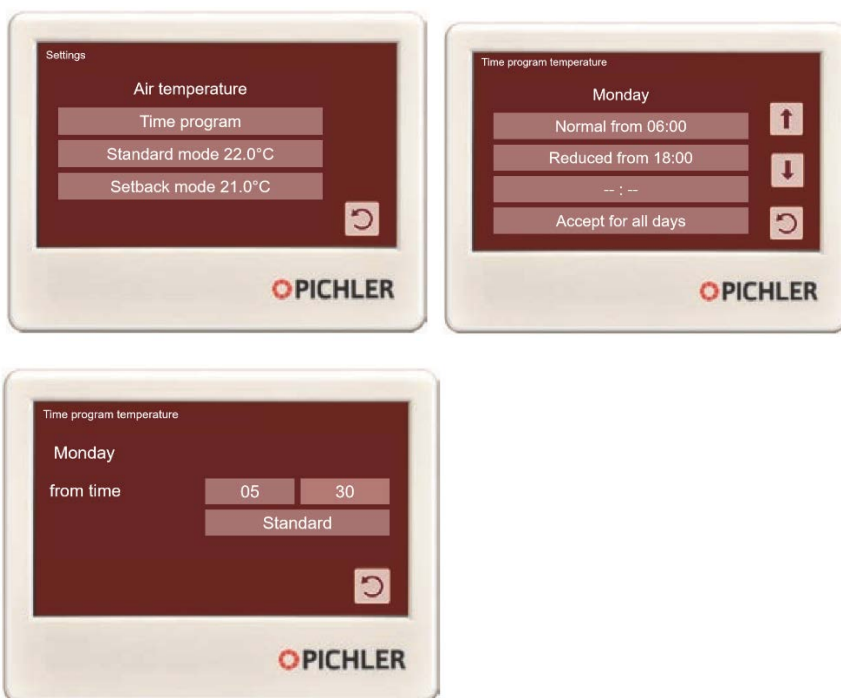 Settings
Air temperature
Time program
Standard mode 22.0°C
Setback mode 21.0°C
PICHLER
Time program temperature
Monday
Normal from 06:00
Reduced from 18:00
-- : --
Accept for all days
PICHLER
Time program temperature
Monday
from time 05 30
Standard
PICHLER